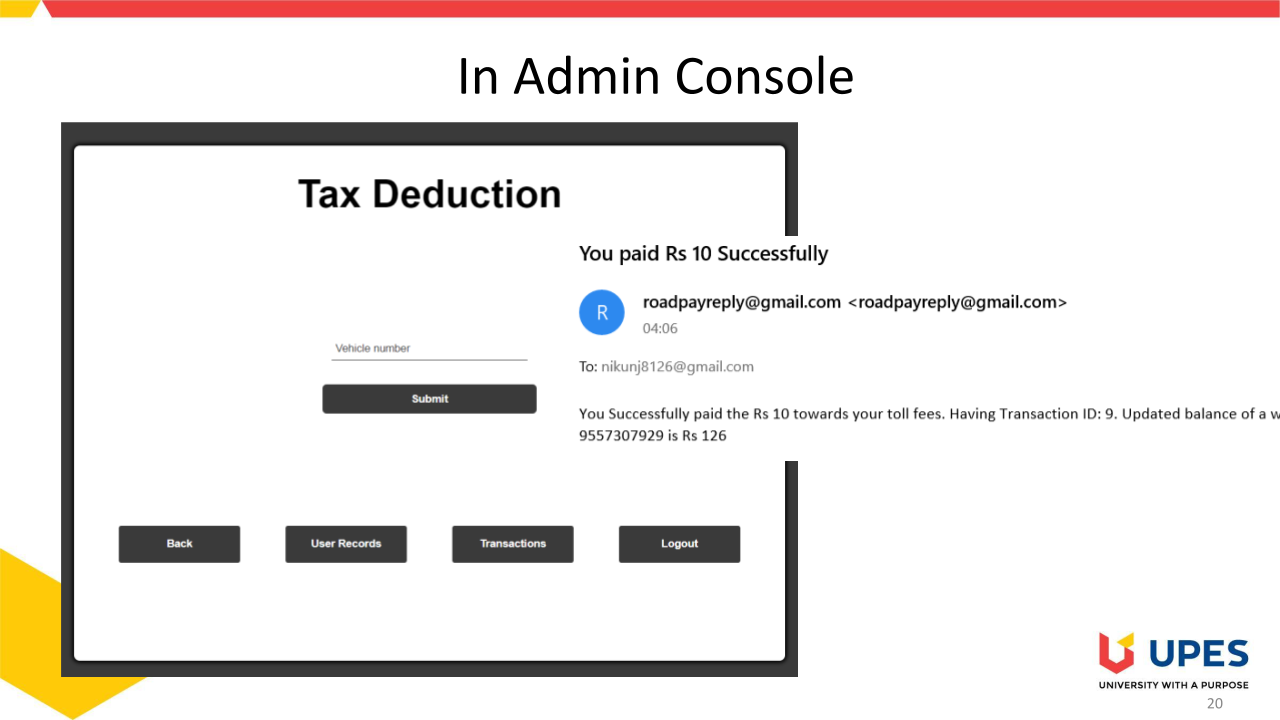 In Admin Console
Tax Deduction
You paid Rs 10 Successfully
R
roadpayreply@gmail.com <roadpayreply@gmail.com>
04:06
To: nikunj8126@gmail.com
You Successfully paid the Rs 10 towards your toll fees. Having Transaction ID: 9. Updated balance of a
9557307929 is Rs 126
Vehicle number
Submit
Back
User Records
Transactions
Logout
UPES
UNIVERSITY WITH A PURPOSE
20